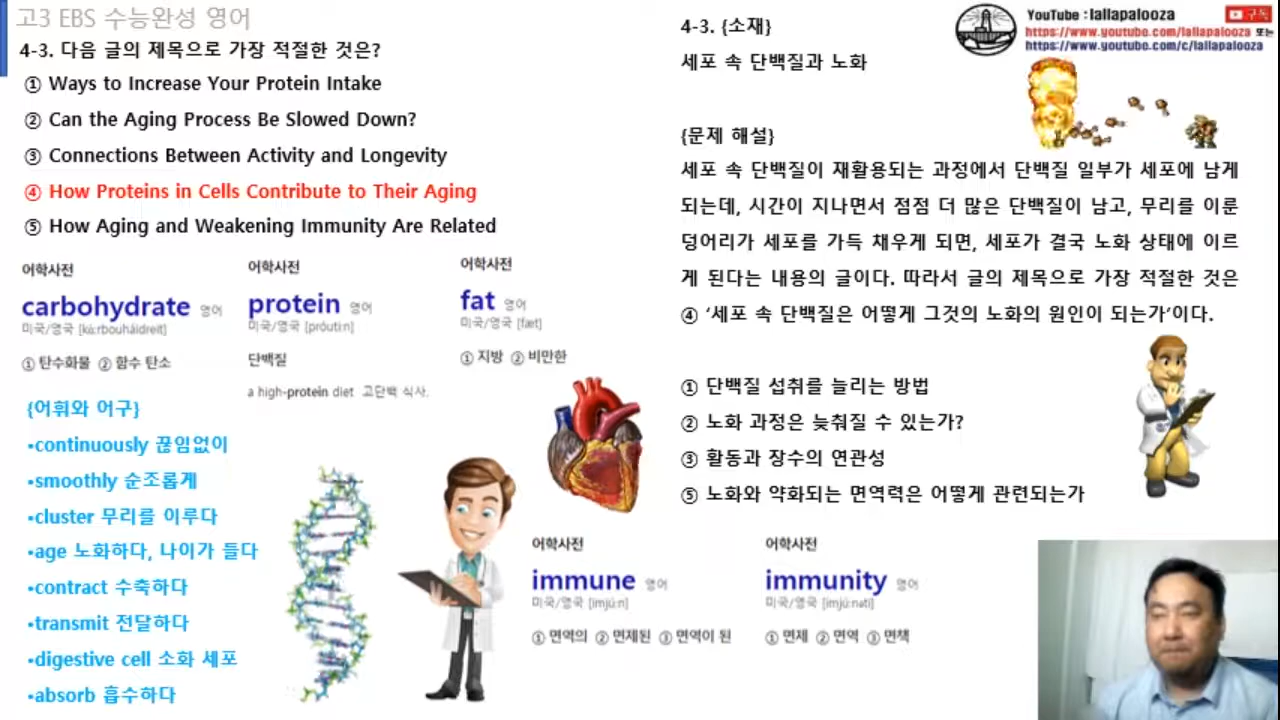 고3 EBS 수능완성 영어
4-3. 다음 글의 제목으로 가장 적절한 것은?
① Ways to Increase Your Protein Intake
② Can the Aging Process Be Slowed Down?
③ Connections Between Activity and Longevity
④ How Proteins in Cells Contribute to Their Aging
⑤ How Aging and Weakening Immunity Are Related
어학사전
carbohydrate 영어
미국/영국 [kὰ:rbouháidreit]
① 탄수화물 ② 함수 탄소
어학사전
protein 영어
미국/영국 [próuti:n]
단백질
a high-protein diet 고단백 식사.
어학사전
fat 영어
미국/영국 [fæt]
① 지방 ② 비만한
{어휘와 어구}
•continuously 끊임없이
•smoothly 순조롭게
•cluster 무리를 이루다
•age 노화하다, 나이가 들다
•contract 수축하다
•transmit 전달하다
•digestive cell 소화 세포
•absorb 흡수하다
어학사전
immune 영어
미국/영국 [imjú:n]
① 면역의 ② 면제된 ③ 면역이 된
어학사전
immunity 영어
미국/영국 [imjú:nəti]
① 면제 ② 면역 ③ 면책
4-3. {소재}
세포 속 단백질과 노화
{문제 해설}
세포 속 단백질이 재활용되는 과정에서 단백질 일부가 세포에 남게
되는데, 시간이 지나면서 점점 더 많은 단백질이 남고, 무리를 이룬
덩어리가 세포를 가득 채우게 되면, 세포가 결국 노화 상태에 이르
게 된다는 내용의 글이다. 따라서 글의 제목으로 가장 적절한 것은
④ ‘세포 속 단백질은 어떻게 그것의 노화의 원인이 되는가’이다.
① 단백질 섭취를 늘리는 방법
② 노화 과정은 늦춰질 수 있는가?
③ 활동과 장수의 연관성
⑤ 노화와 약화되는 면역력은 어떻게 관련되는가
YouTube : lallapalooza
구독
https://www.youtube.com/lallapalooza 또는
https://www.youtube.com/c/lallapalooza